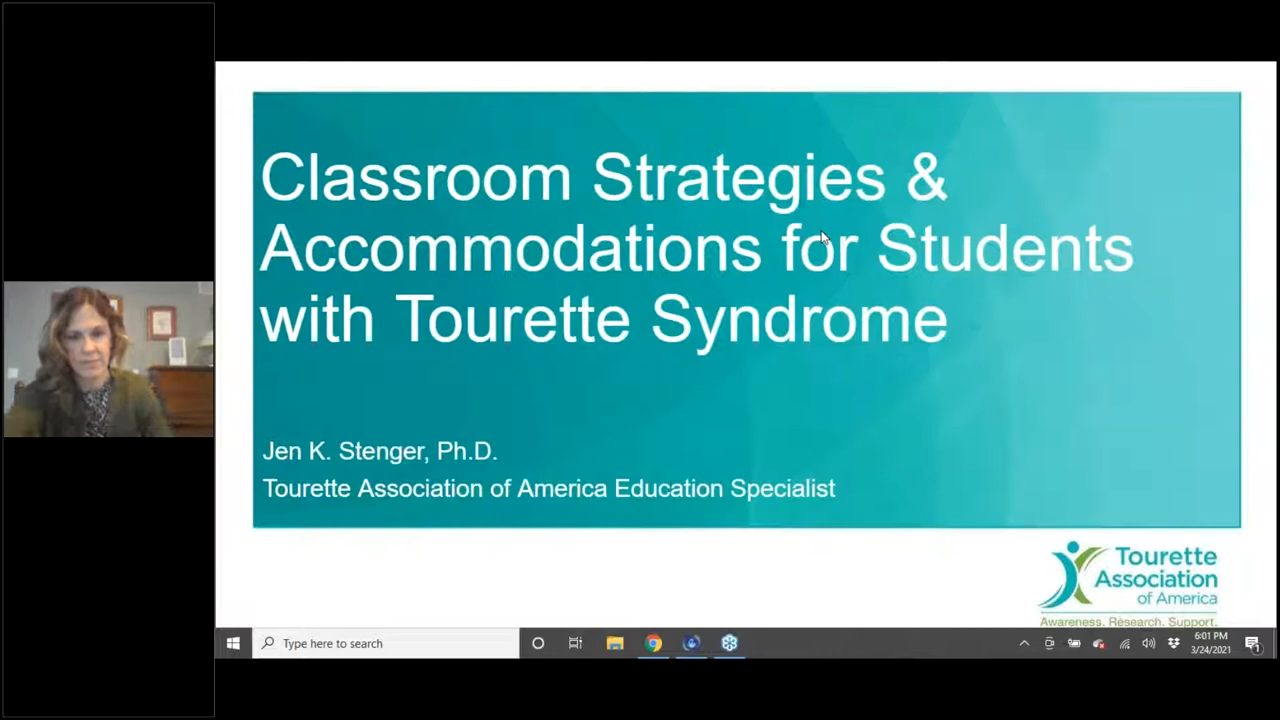 Classroom Strategies &
Accommodations for Students
with Tourette Syndrome
Jen K. Stenger, Ph.D.
Tourette Association of America Education Specialist
Tourette
Association
of America
Awareness. Research. Support.
Type here to search
6:01 PM
3/24/2021
1